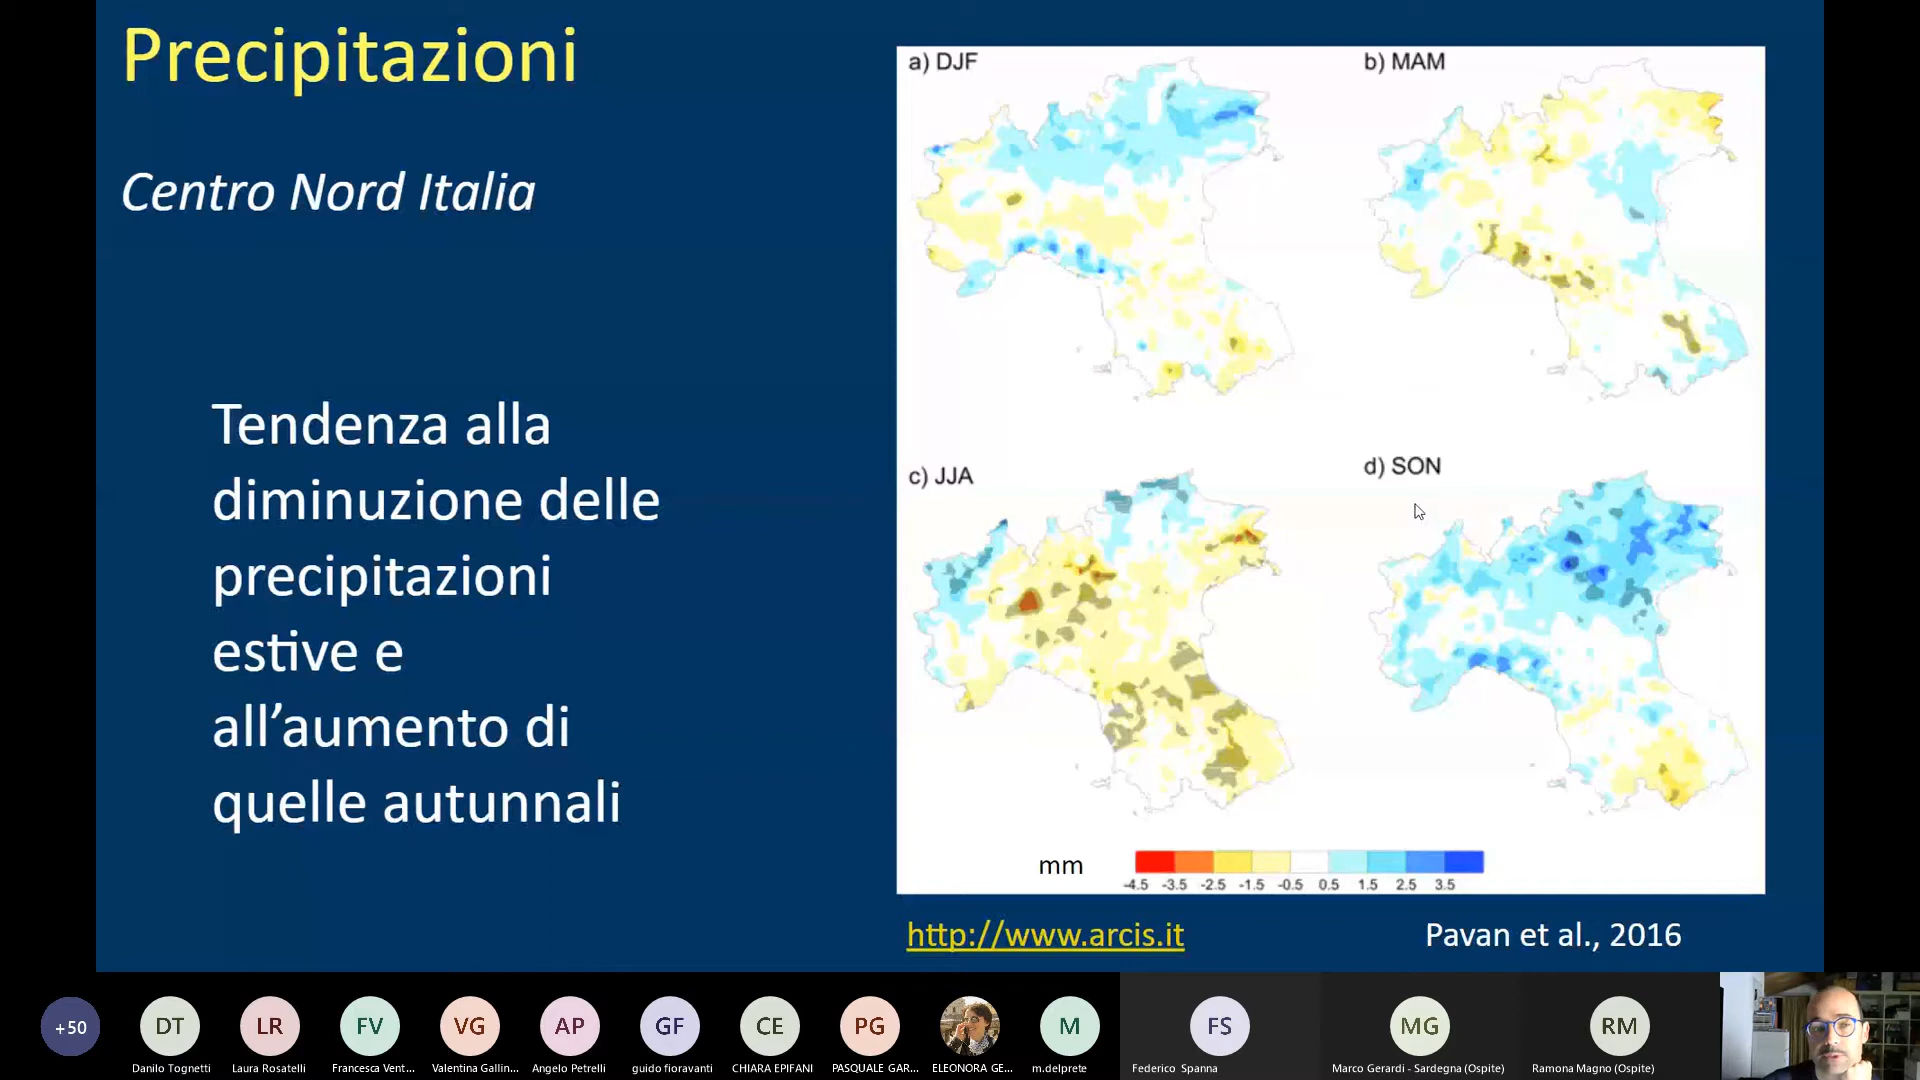 Precipitazioni
Centro Nord Italia
Tendenza alla
diminuzione delle
precipitazioni
estive e
all'aumento di
quelle autunnali
a) DJF
b) MAM
c) JJA
d) SON
mm
-4.5 -3.5 -2.5 -1.5 -0.5 0.5 1.5 2.5 3.5
http://www.arcis.it
Pavan et al., 2016
+50
DT
LR
FV
VG
AP
GF
CE
PG
M
FS
MG
RM
Danilo Tognetti
Laura Rosatelli
Francesca Vent...
Valentina Gallin...
Angelo Petrelli
guido fioravanti
CHIARA EPIFANI
PASQUALE GAR...
ELEONORA GE...
m.delprete
Federico Spanna
Marco Gerardi - Sardegna (Ospite)
Ramona Magno (Ospite)